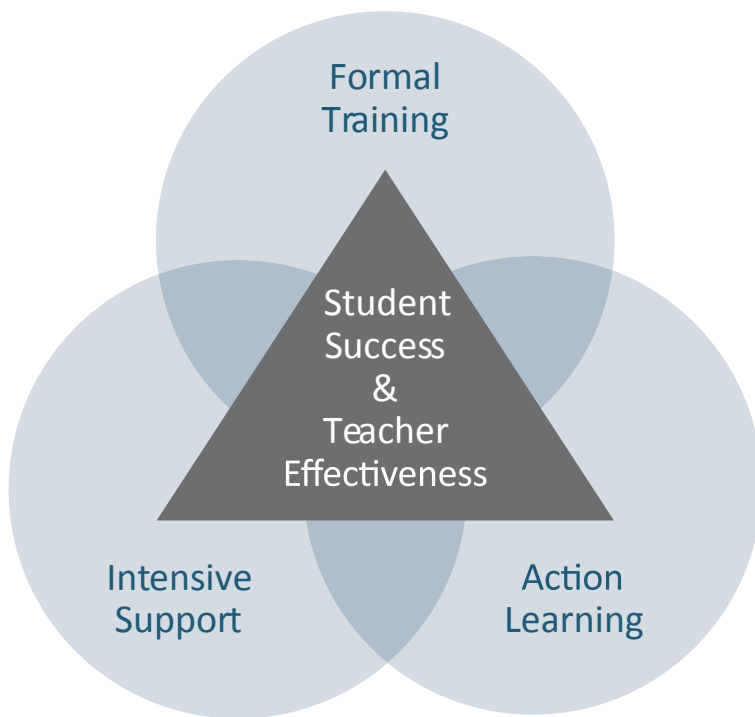 Formal
Training
Student
Success
&
Teacher
Effectiveness
Intensive
Support
Action
Learning